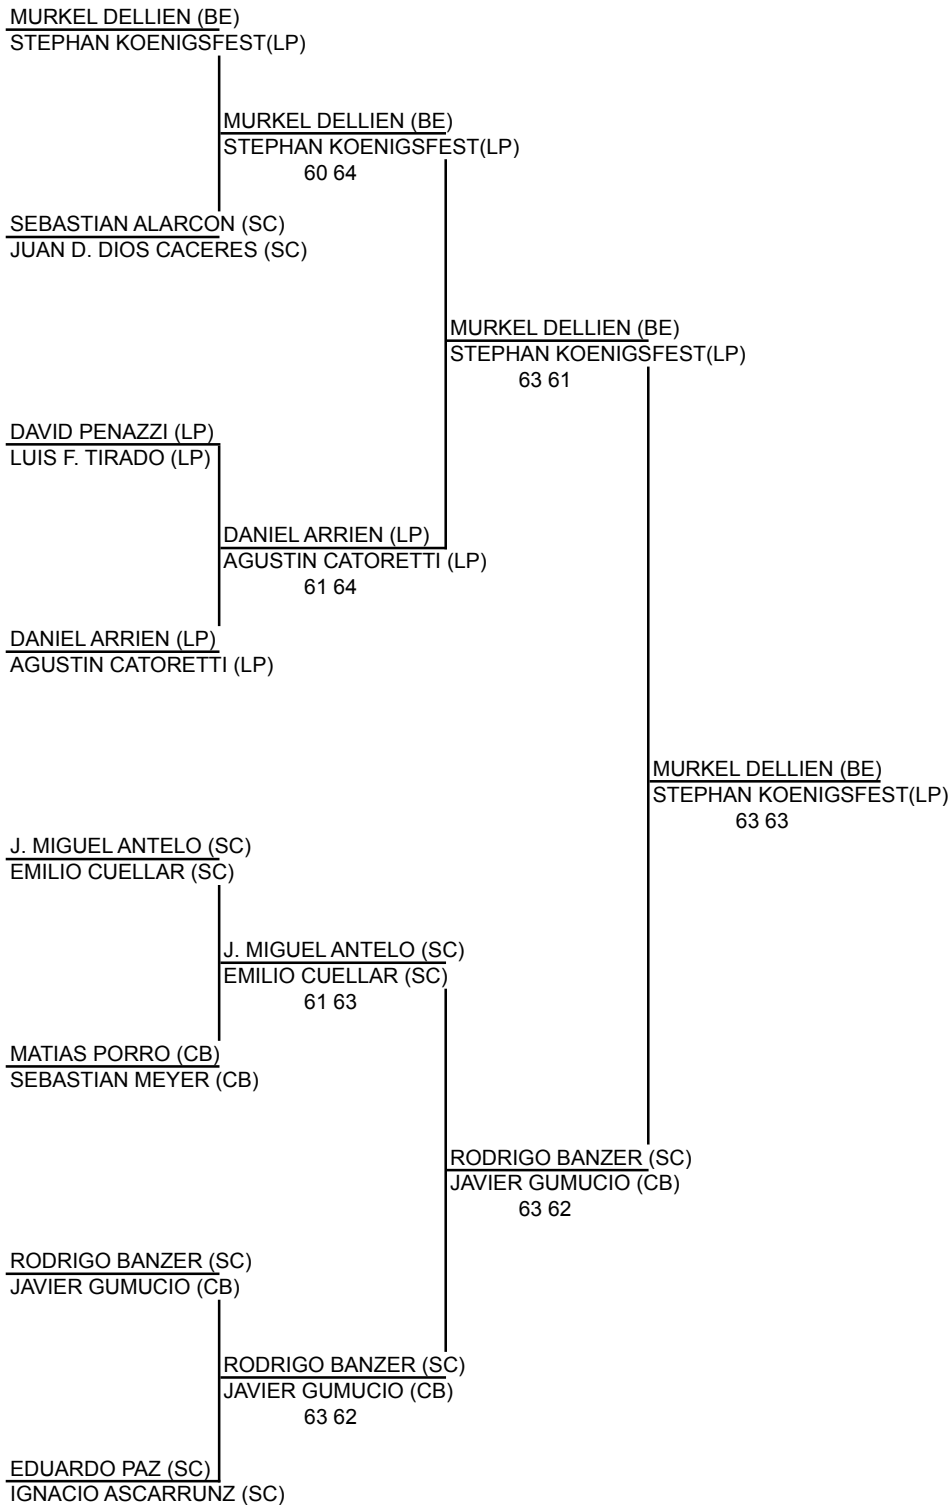 MURKEL DELLIEN (BE)
STEPHAN KOENIGSFEST(LP)
MURKEL DELLIEN (BE)
STEPHAN KOENIGSFEST(LP)
60 64
SEBASTIAN ALARCON (SC)
JUAN D. DIOS CACERES (SC)
MURKEL DELLIEN (BE)
STEPHAN KOENIGSFEST(LP)
63 61
DAVID PENAZZI (LP)
LUIS F. TIRADO (LP)
DANIEL ARRIEN (LP)
AGUSTIN CATORETTI (LP)
61 64
DANIEL ARRIEN (LP)
AGUSTIN CATORETTI (LP)
MURKEL DELLIEN (BE)
STEPHAN KOENIGSFEST(LP)
63 63
J. MIGUEL ANTELO (SC)
EMILIO CUELLAR (SC)
J. MIGUEL ANTELO (SC)
EMILIO CUELLAR (SC)
61 63
MATIAS PORRO (CB)
SEBASTIAN MEYER (CB)
RODRIGO BANZER (SC)
JAVIER GUMUCIO (CB)
63 62
RODRIGO BANZER (SC)
JAVIER GUMUCIO (CB)
RODRIGO BANZER (SC)
JAVIER GUMUCIO (CB)
63 62
EDUARDO PAZ (SC)
IGNACIO ASCARRUNZ (SC)